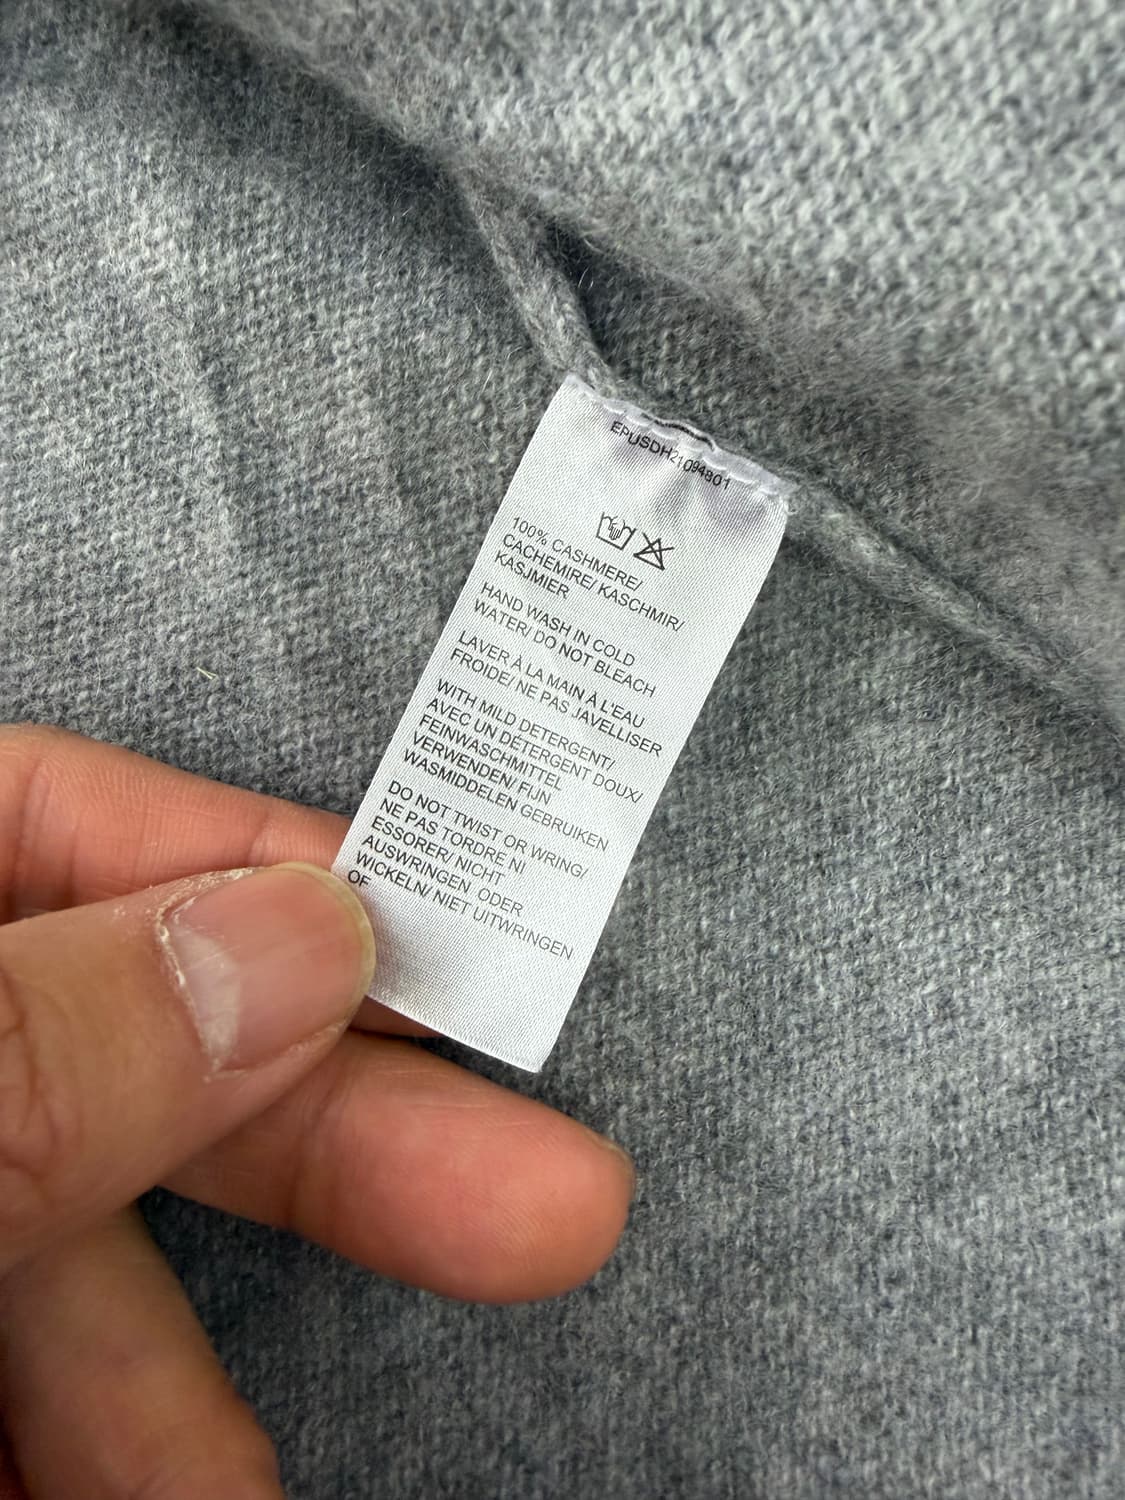 EPUSDH21094801
100% CASHMERE/
CACHEMIRE/ KASCHMIR/
KASJMIER
HAND WASH IN COLD
WATER/ DO NOT BLEACH
LAVER À LA MAIN À L'EAU
FROIDE/ NE PAS JAVELLISER
WITH MILD DETERGENT/
AVEC UN DETERGENT DOUX/
FEINWASCHMITTEL
VERWENDEN/ FIJN
WASMIDDELEN GEBRUIKEN
DO NOT TWIST OR WRING/
NE PAS TORDRE NI
ESSORER/ NICHT
AUSWRINGEN ODER
WICKELN/ NIET UITWRINGEN
OF